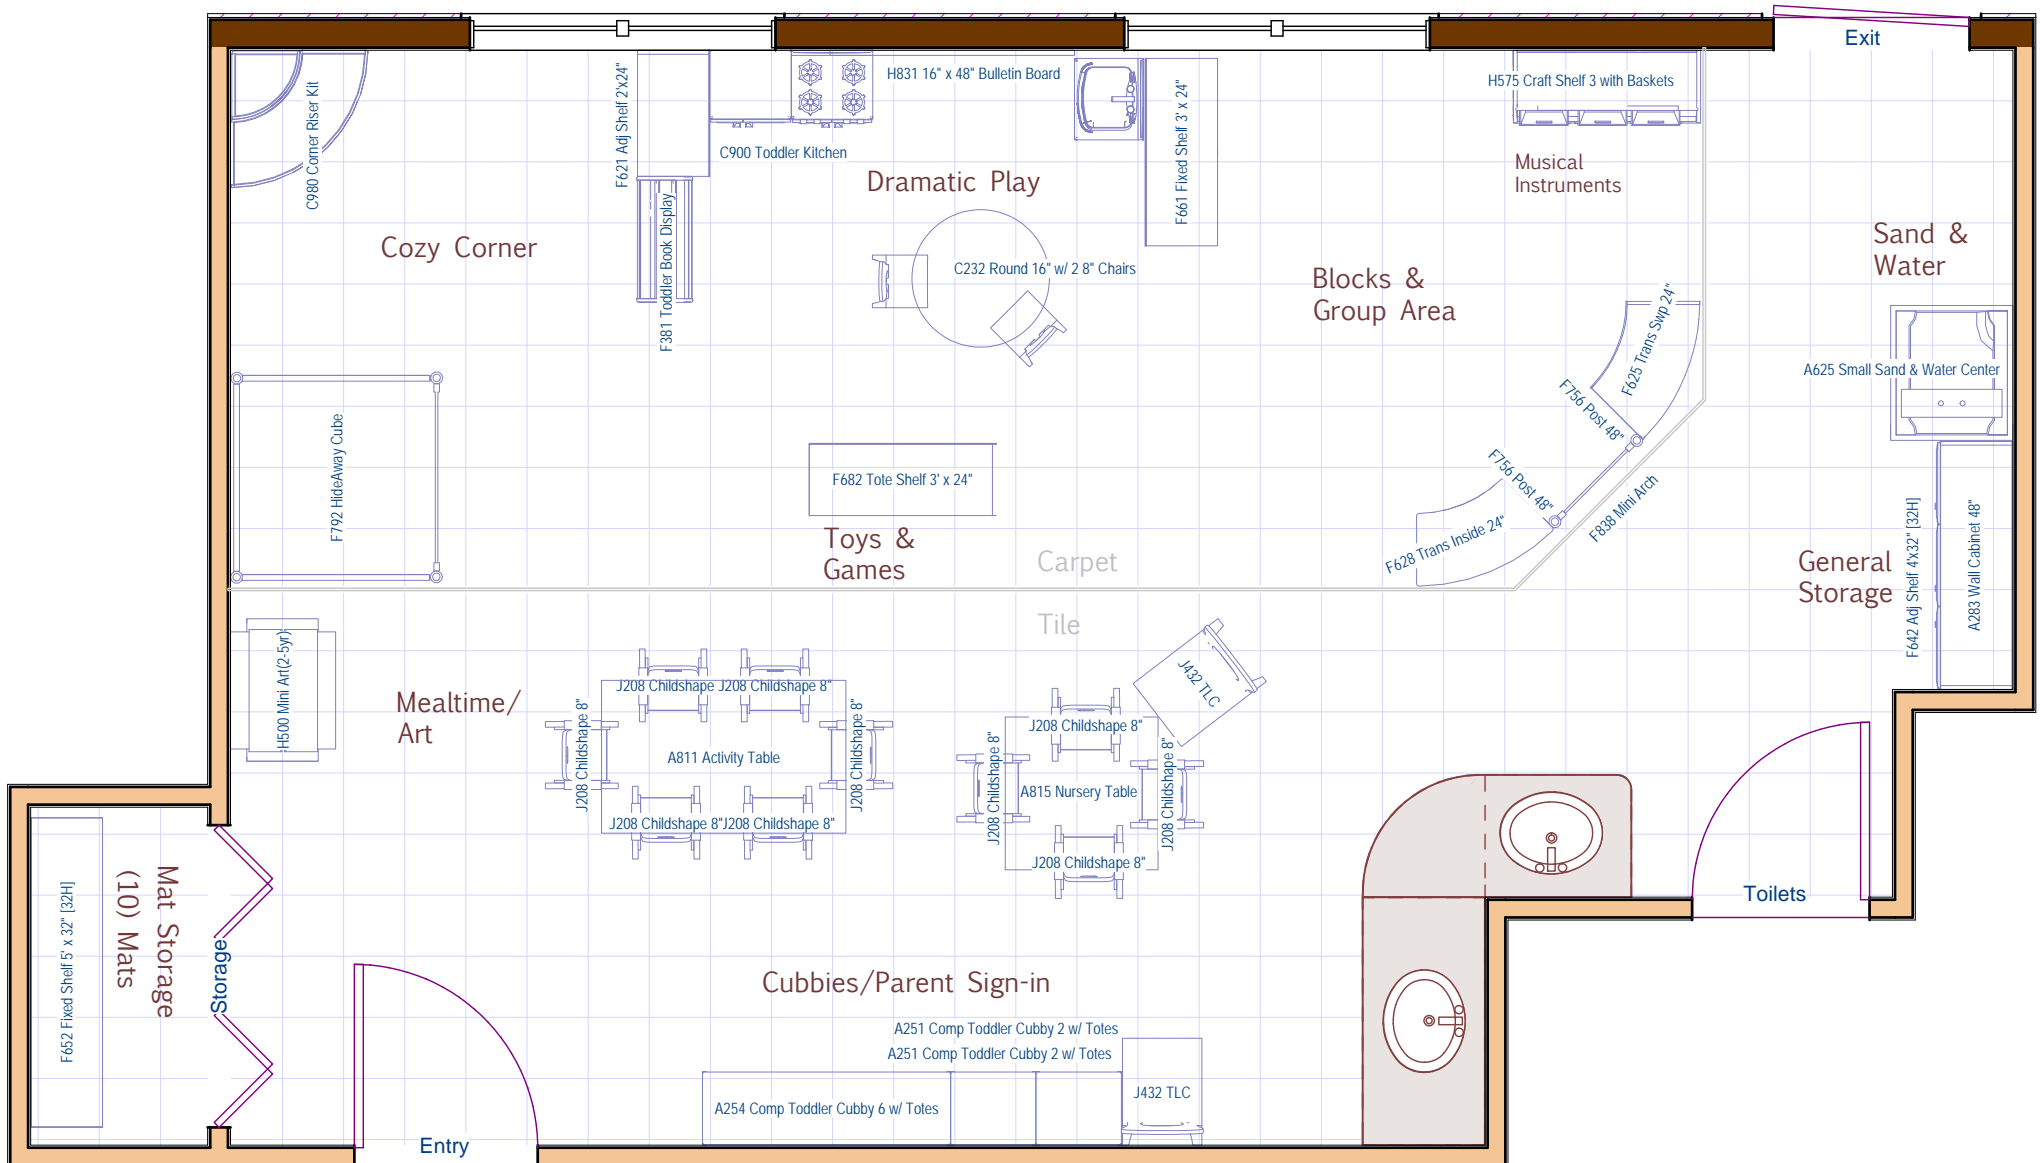 Exit
C980 Corner Riser Kit
F621 Adj Shelf 2'x24"
H831 16" x 48" Bulletin Board
C900 Toddler Kitchen
F661 Fixed Shelf 3' x 24"
H575 Craft Shelf 3 with Baskets
Musical
Instruments
Dramatic Play
Cozy Corner
F381 Toddler Book Display
C232 Round 16" w/ 2 8" Chairs
Blocks &
Group Area
Sand &
Water
F625 Trans Swp 24"
A625 Small Sand & Water Center
F756 Post 48"
F756 Post 48"
F838 Mini Arch
F628 Trans Inside 24"
F792 HideAway Cube
F682 Tote Shelf 3' x 24"
Toys &
Games
Carpet
Tile
General
Storage
F642 Adj Shelf 4'x32" [32H]
A283 Wall Cabinet 48"
H500 Mini Art(2-5yr)
Mealtime/
Art
J208 Childshape
J208 Childshape 8"
J208 Childshape 8"
A811 Activity Table
J208 Childshape 8"
J208 Childshape 8"
J208 Childshape 8"
J432 TLC
J208 Childshape 8"
J208 Childshape 8"
A815 Nursery Table
J208 Childshape 8"
J208 Childshape 8"
Toilets
F652 Fixed Shelf 5' x 32" [32H]
Mat Storage
(10) Mats
Storage
Cubbies/Parent Sign-in
A251 Comp Toddler Cubby 2 w/ Totes
A251 Comp Toddler Cubby 2 w/ Totes
A254 Comp Toddler Cubby 6 w/ Totes
J432 TLC
Entry